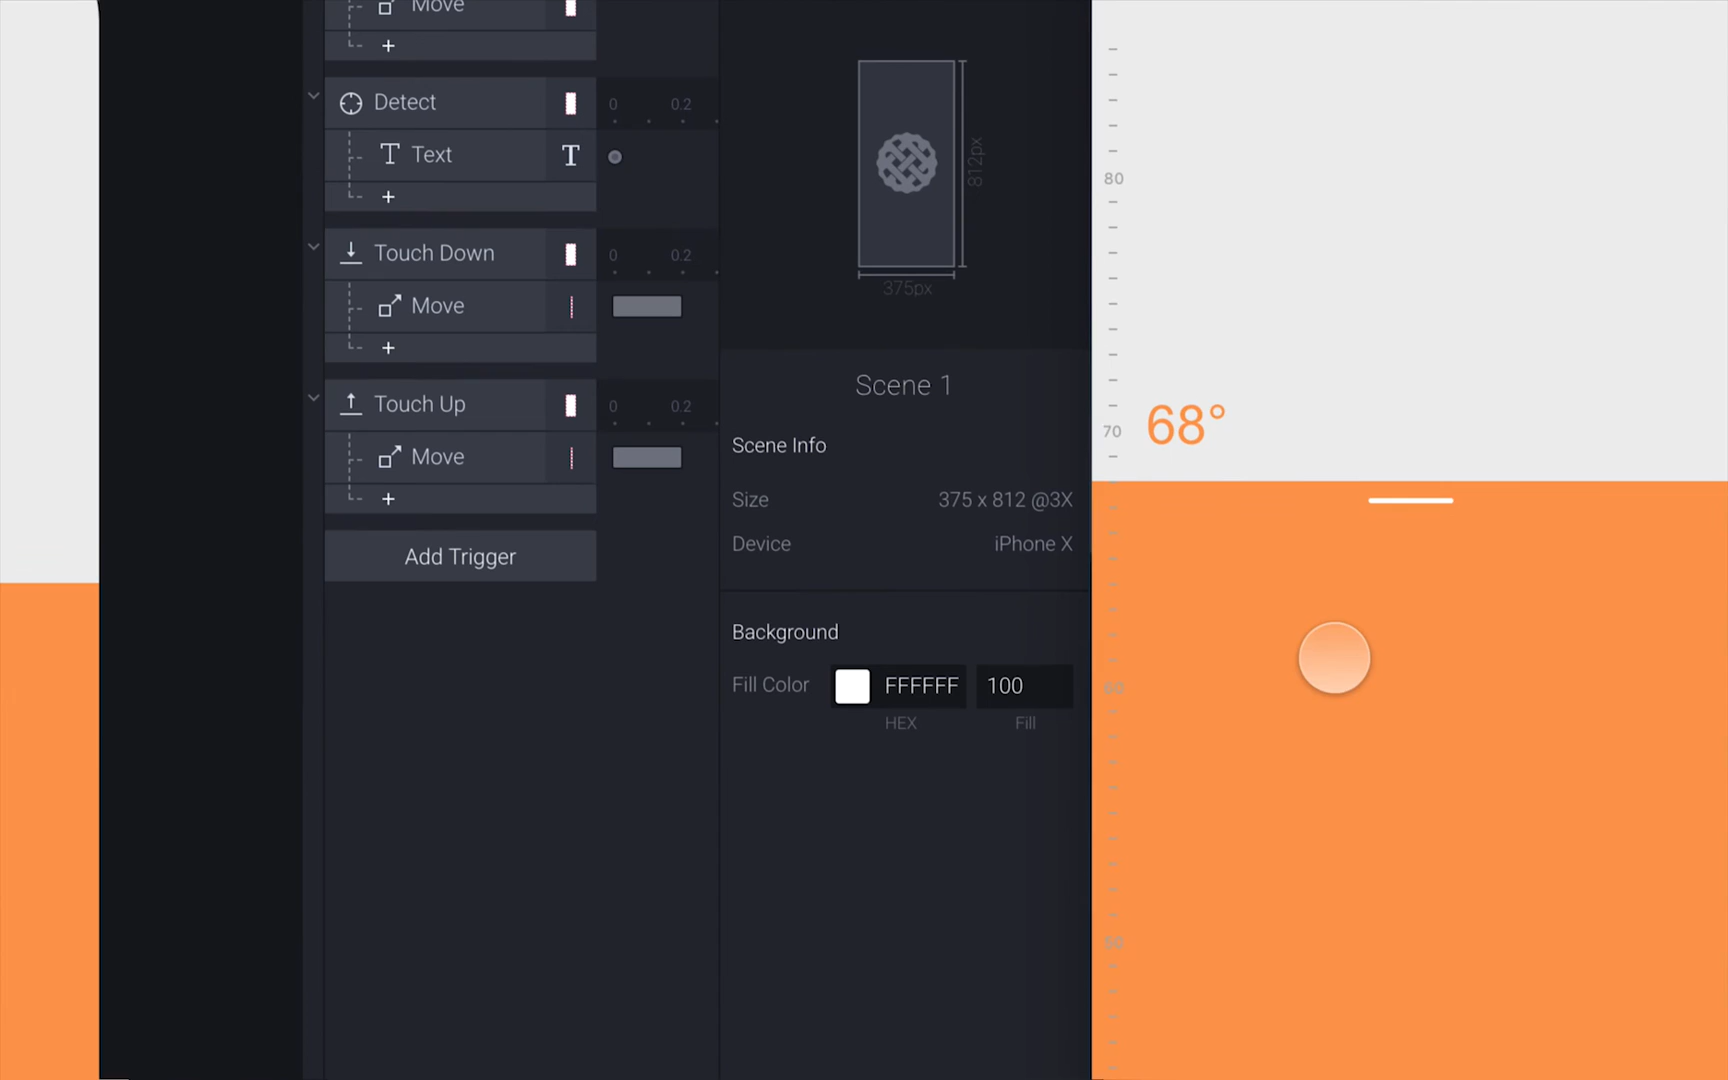 Move
+
Detect
0 0.2
T Text T
+
Touch Down
0 0.2
Move
+
Touch Up
0 0.2
Move
+
Add Trigger
812px
375px
Scene 1
Scene Info
Size 375 x 812 @3X
Device iPhone X
Background
Fill Color FFFFFF 100
HEX Fill
80
70 68°
60
50